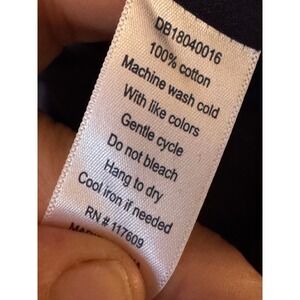 DB18040016
100% cotton
Machine wash cold
With like colors
Gentle cycle
Do not bleach
Hang to dry
Cool iron if needed
RN # 117609